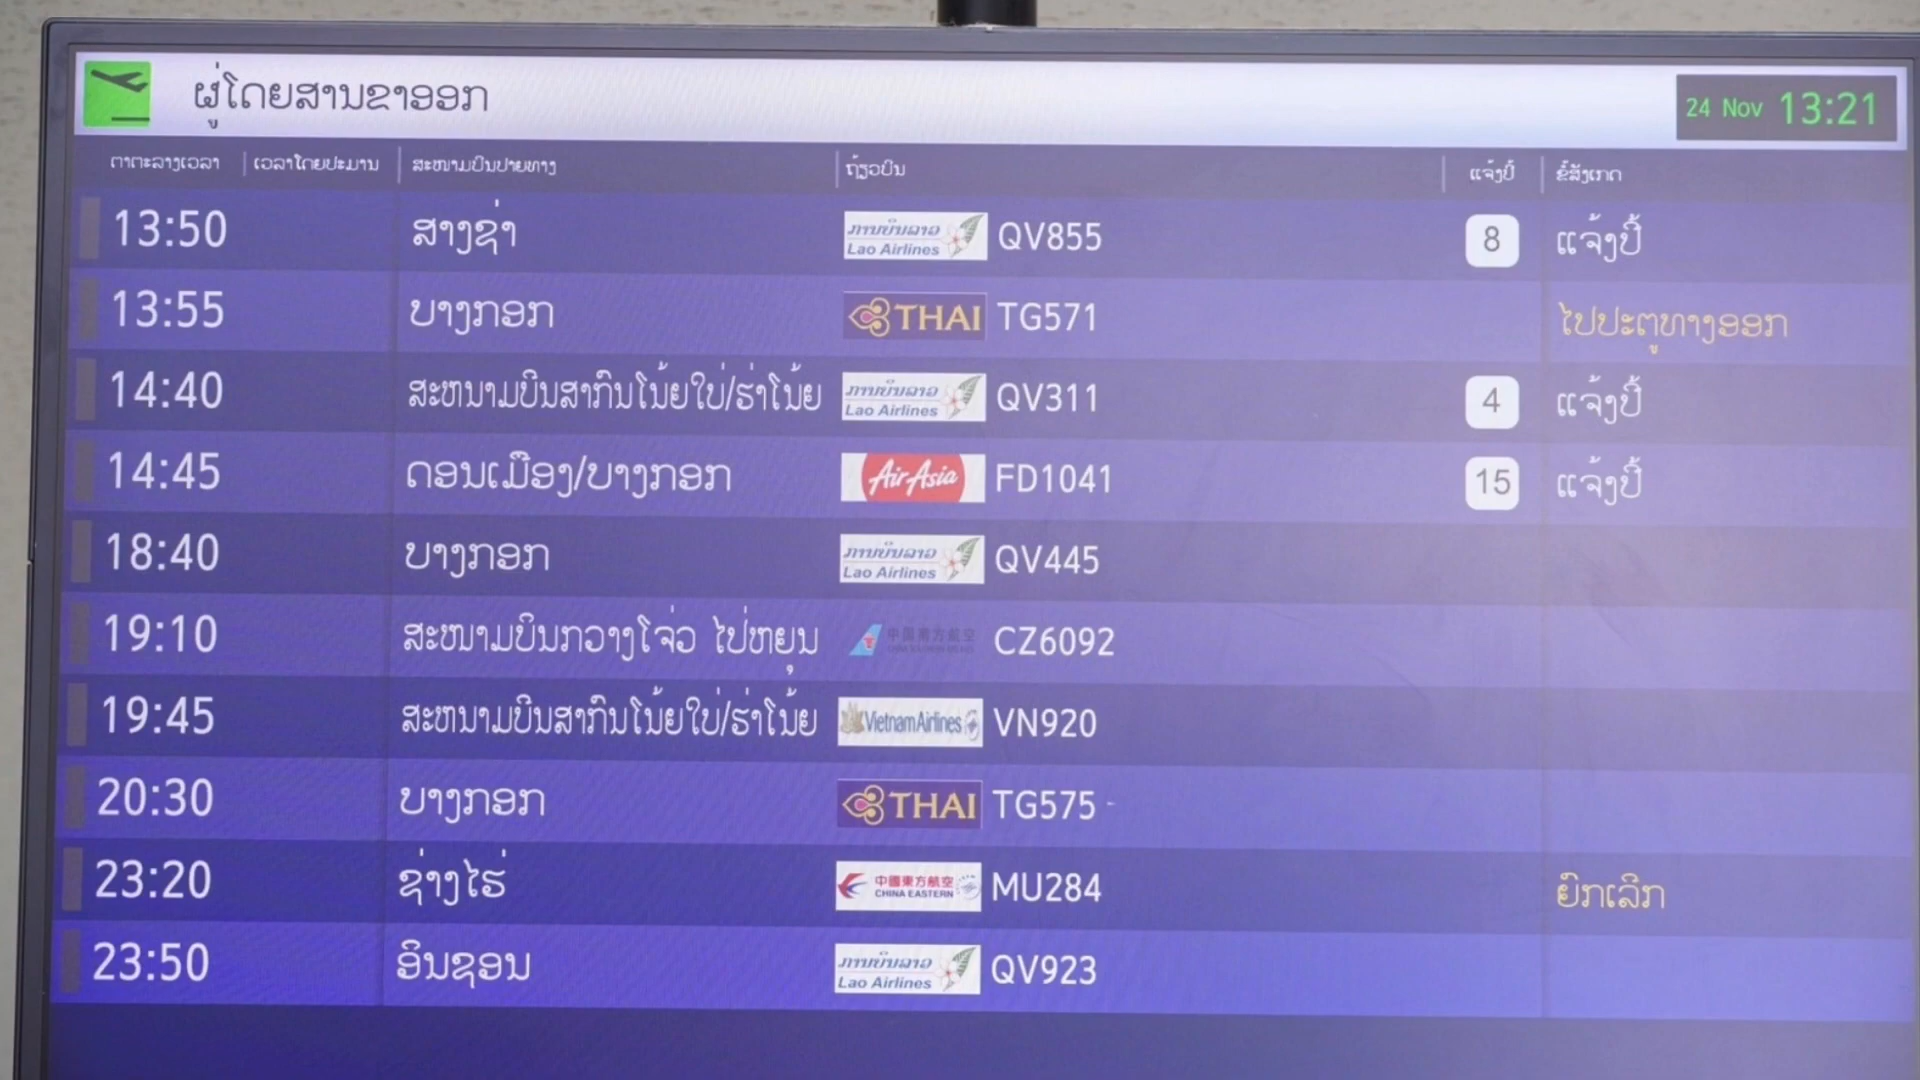 ຜູ່ໂດຍສານຂາອອກ 24 Nov 13:21
ຕາຕະລາງເວລາ ເວລາໂດຍປະມານ ສະໜາມບິນປາຍທາງ ຖ້ຽວບິນ ແຈ້ງປີ້ ຂໍ້ສັງເກດ
13:50 ສາງຊ່າ ການບິນລາວ Lao Airlines QV855 8 ແຈ້ງປີ້
13:55 ບາງກອກ THAI TG571 ໄປປະຕູທາງອອກ
14:40 ສະຫນາມບິນສາກົນໂນ້ຍໃບ່/ຮ່າໂນ້ຍ ການບິນລາວ Lao Airlines QV311 4 ແຈ້ງປີ້
14:45 ດອນເມືອງ/ບາງກອກ AirAsia FD1041 15 ແຈ້ງປີ້
18:40 ບາງກອກ ການບິນລາວ Lao Airlines QV445
19:10 ສະໜາມບິນກວາງໂຈ່ວ ໄປ່ຫຍຸນ CZ6092
19:45 ສະຫນາມບິນສາກົນໂນ້ຍໃບ່/ຮ່າໂນ້ຍ Vietnam Airlines VN920
20:30 ບາງກອກ THAI TG575
23:20 ຊ່າງໄຮ່ 中國東方航空 CHINA EASTERN MU284 ຍົກເລີກ
23:50 ອິນຊອນ ການບິນລາວ Lao Airlines QV923